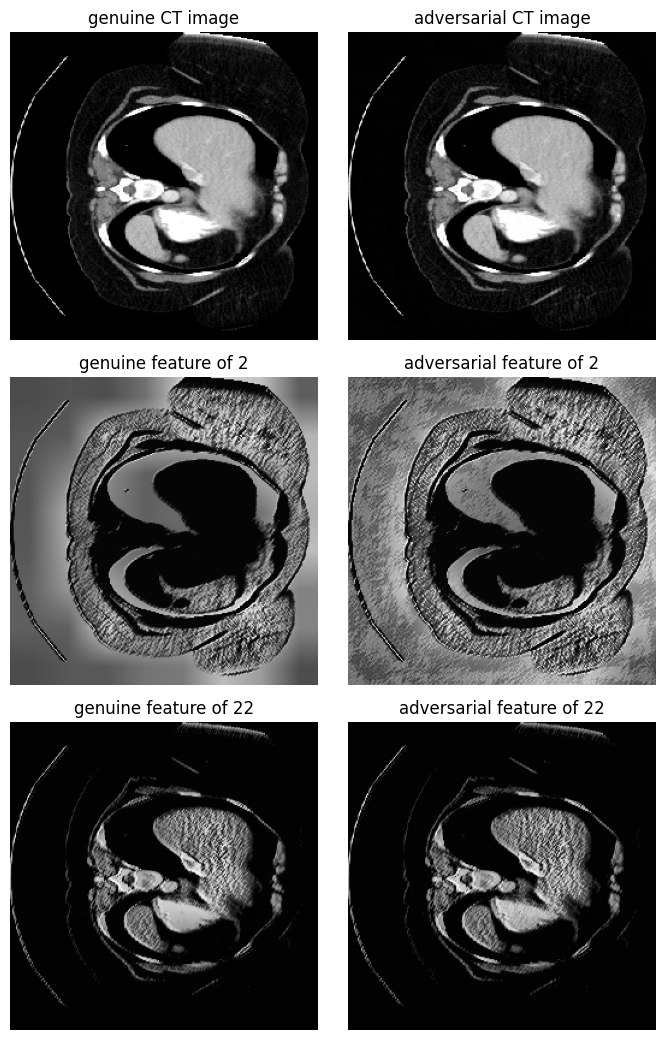 genuine CT image
adversarial CT image
genuine feature of 2
adversarial feature of 2
genuine feature of 22
adversarial feature of 22